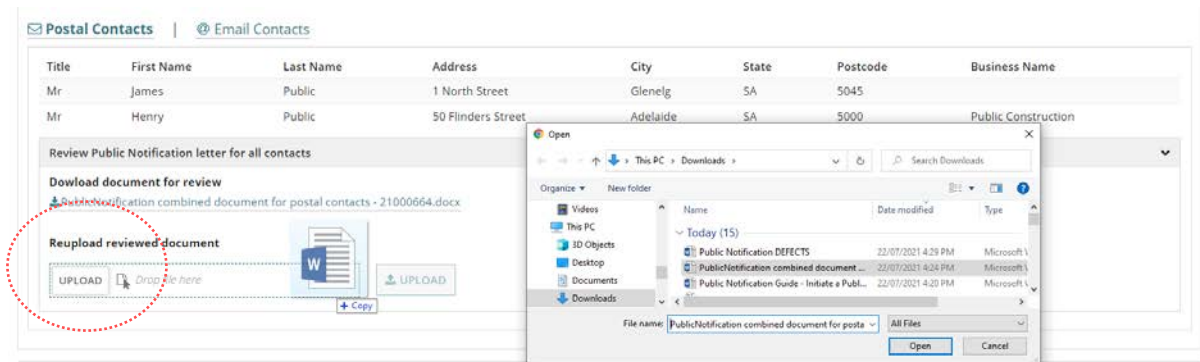 Postal Contacts | @ Email Contacts
Title First Name Last Name Address City State Postcode Business Name
Mr James Public 1 North Street Glenelg SA 5045
Mr Henry Public 50 Flinders Street Adelaide SA 5000 Public Construction
Review Public Notification letter for all contacts
Dowload document for review
PublicNotification combined document for postal contacts - 21000664.docx
Reupload reviewed document
UPLOAD Drop file here
W
UPLOAD
+ Copy
Open
This PC > Downloads >
Search Downloads
Organize New folder
Videos
This PC
3D Objects
Desktop
Documents
Downloads
Name Date modified Type
Today (15)
Public Notification DEFECTS 22/07/2021 4:29 PM Microsoft
PublicNotification combined document ... 22/07/2021 4:24 PM Microsoft
Public Notification Guide - Initiate a Publ... 22/07/2021 4:20 PM Microsoft
File name: PublicNotification combined document for posta All Files
Open Cancel